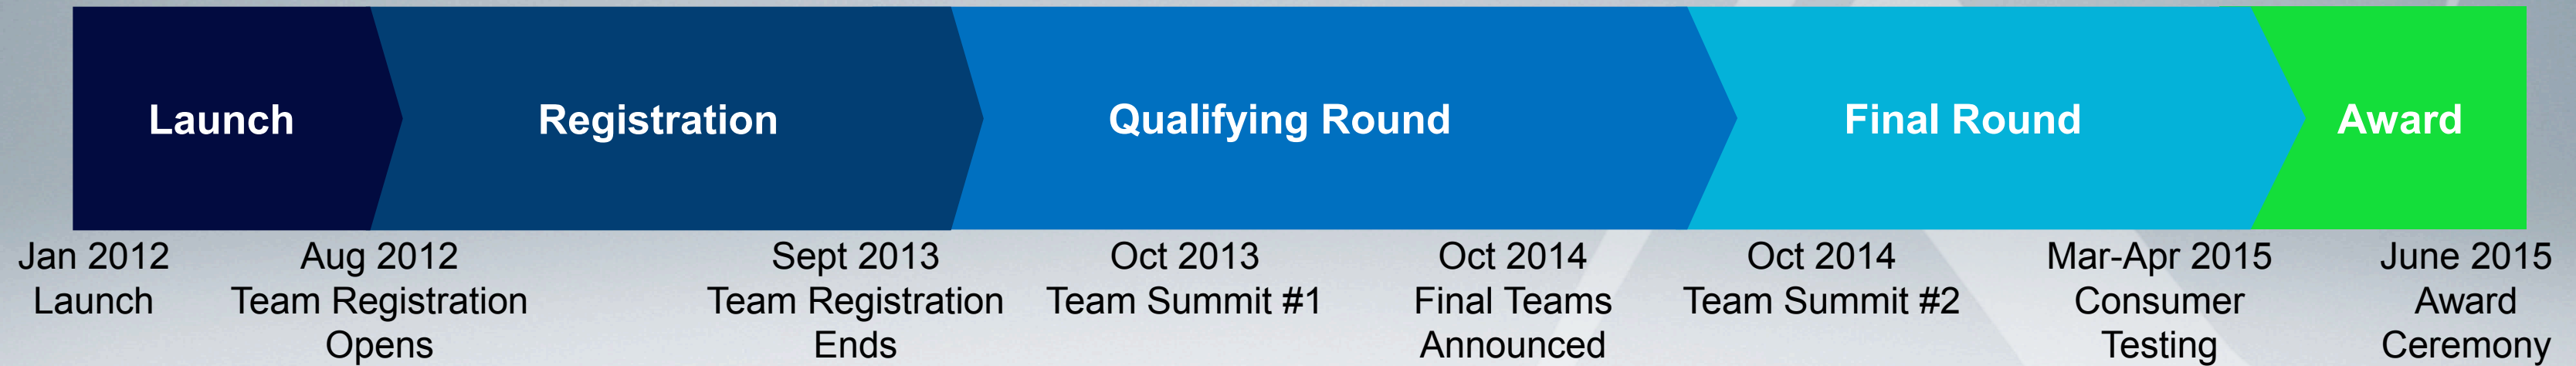 Launch
Registration
Qualifying Round
Final Round
Award
Jan 2012
Launch
Aug 2012
Team Registration
Opens
Sept 2013
Team Registration
Ends
Oct 2013
Team Summit #1
Oct 2014
Final Teams
Announced
Oct 2014
Team Summit #2
Mar-Apr 2015
Consumer
Testing
June 2015
Award
Ceremony